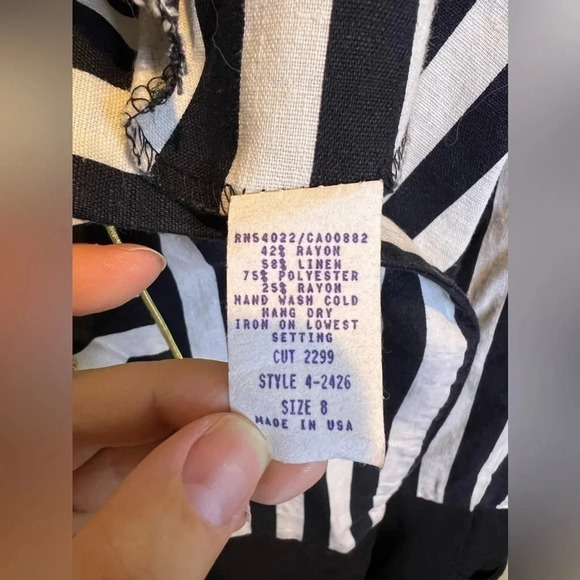 RN54022/CA00882
42% RAYON
58% LINEN
75% POLYESTER
25% RAYON
HAND WASH COLD
HANG DRY
IRON ON LOWEST
SETTING
CUT 2299
STYLE 4-2426
SIZE 8
MADE IN USA